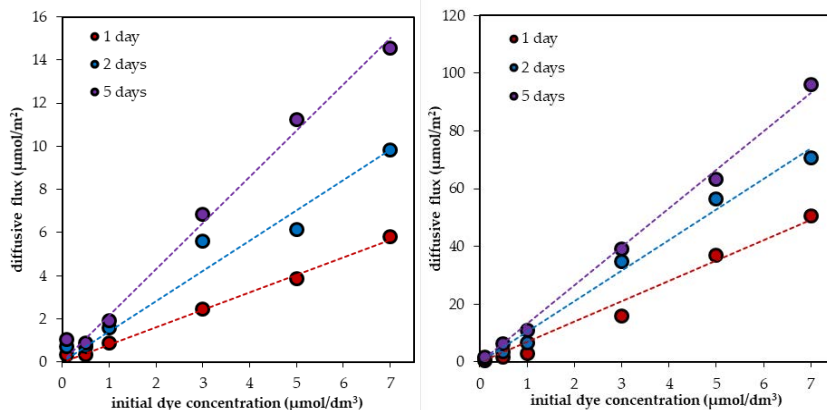 16
14
12
10
8
6
4
2
0
0 1 2 3 4 5 6 7
diffusive flux (µmol/m²)
initial dye concentration (µmol/dm³)
1 day
2 days
5 days
120
100
80
60
40
20
0
0 1 2 3 4 5 6 7
diffusive flux (µmol/m²)
initial dye concentration (µmol/dm³)
1 day
2 days
5 days